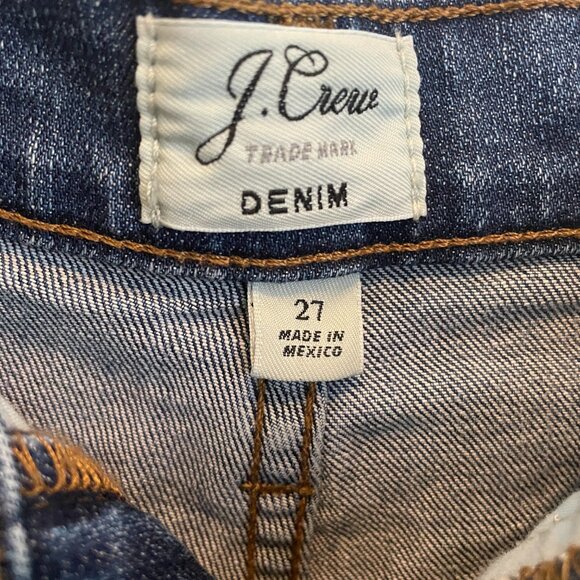 J.Crew
TRADE MARK
DENIM
27
MADE IN
MEXICO